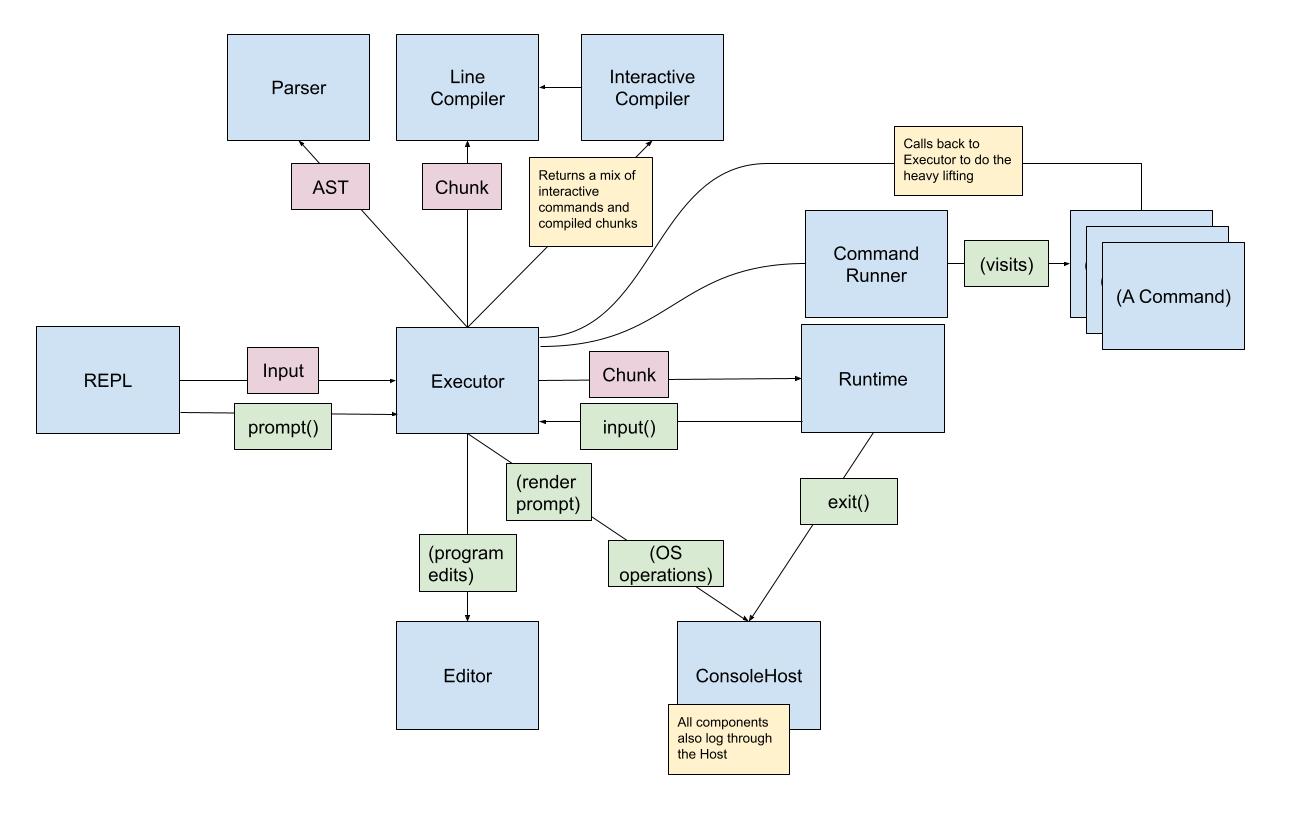 Parser
Line
Compiler
Interactive
Compiler
Calls back to
Executor to do the
heavy lifting
AST
Chunk
Returns a mix of
interactive
commands and
compiled chunks
Command
Runner
(visits)
(A Command)
REPL
Input
prompt()
Executor
Chunk
input()
Runtime
(render
prompt)
exit()
(program
edits)
(OS
operations)
Editor
ConsoleHost
All components
also log through
the Host